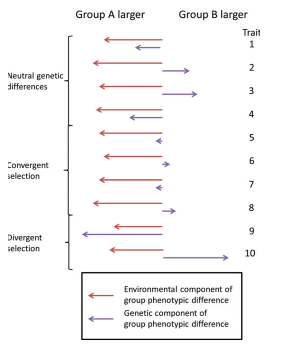 Group A larger Group B larger
Trait
1
2
3
Neutral genetic
differences
4
5
6
Convergent
selection
7
8
9
Divergent
selection
10
Environmental component of
group phenotypic difference
Genetic component of
group phenotypic difference